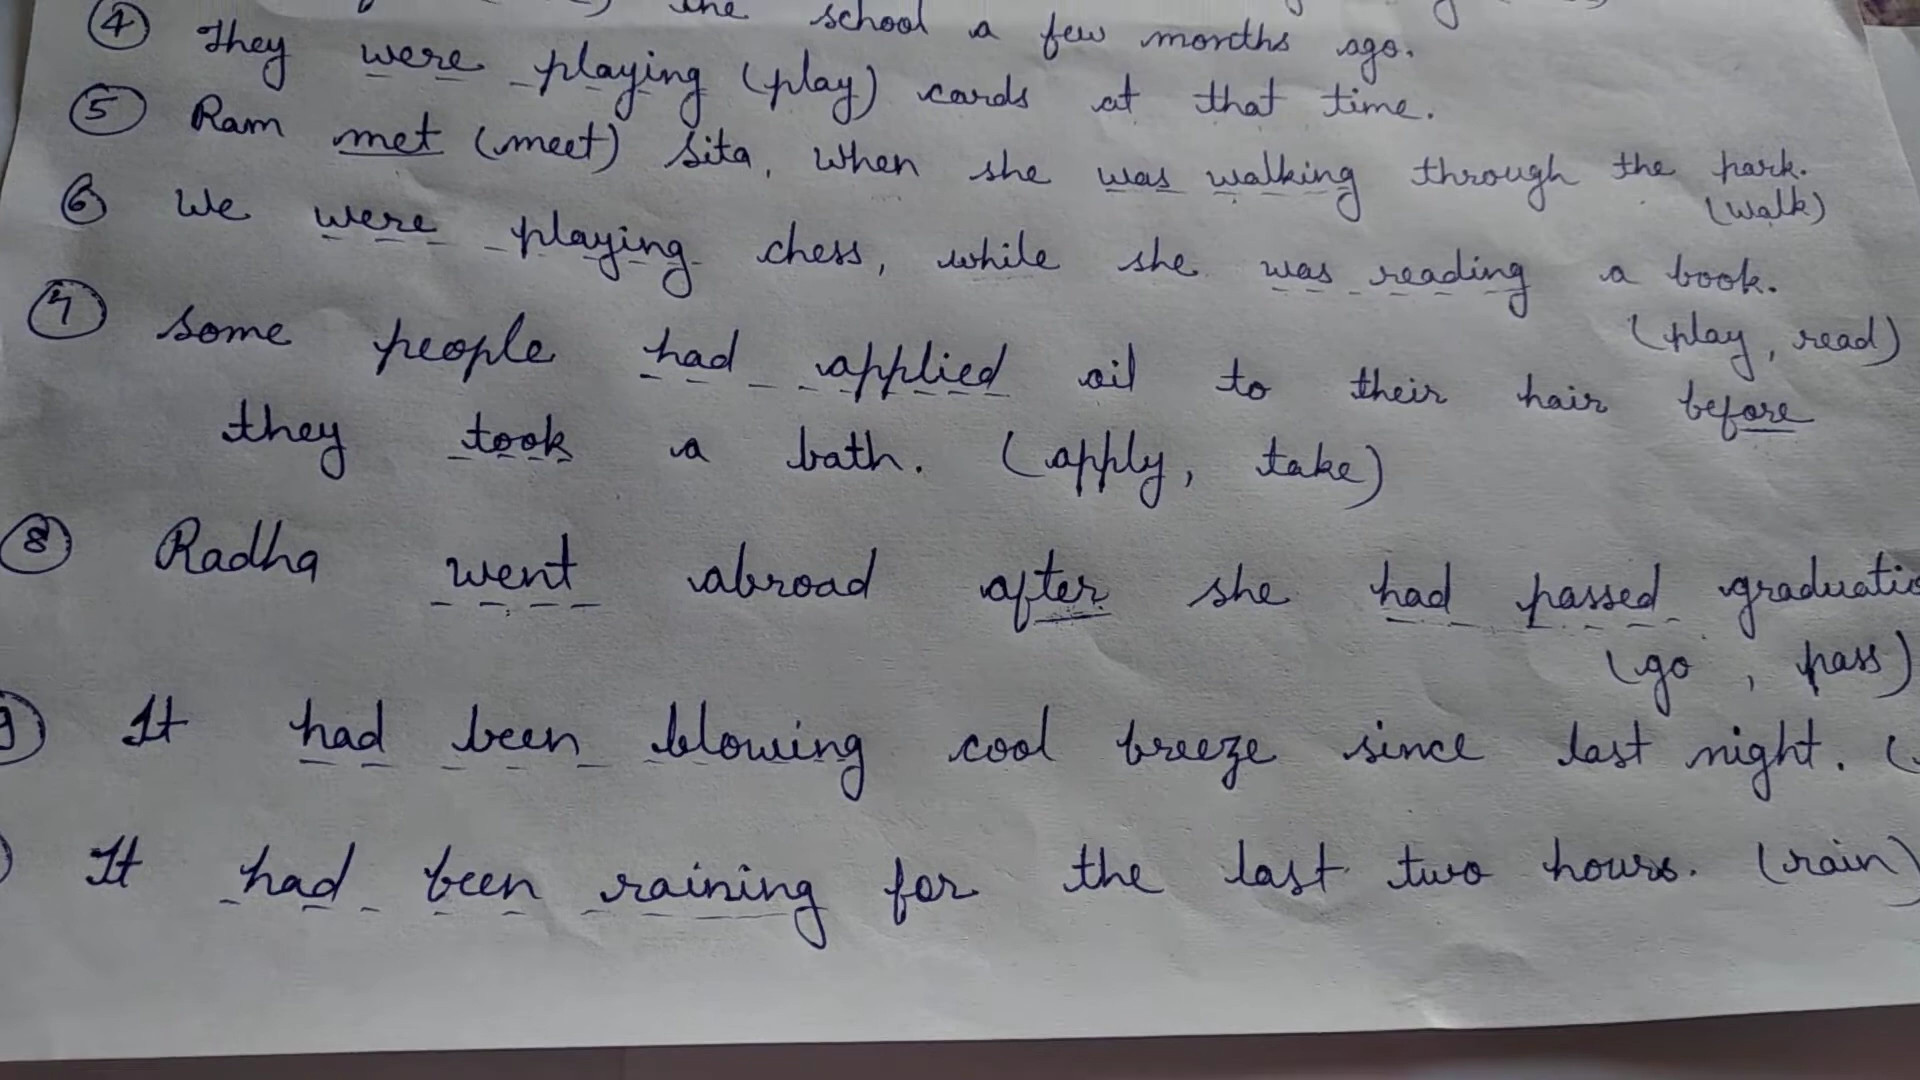 the school a few months ago.
④ They were playing (play) cards at that time.
⑤ Ram met (meet) Sita, when she was walking through the park.
(walk)
⑥ We were playing chess, while she was reading a book.
(play, read)
⑦ Some people had applied oil to their hair before
they took a bath. (apply, take)
⑧ Radha went abroad after she had passed graduatio
(go, pass)
9 It had been blowing cool breeze since last night. (
It had been raining for the last two hours. (rain)